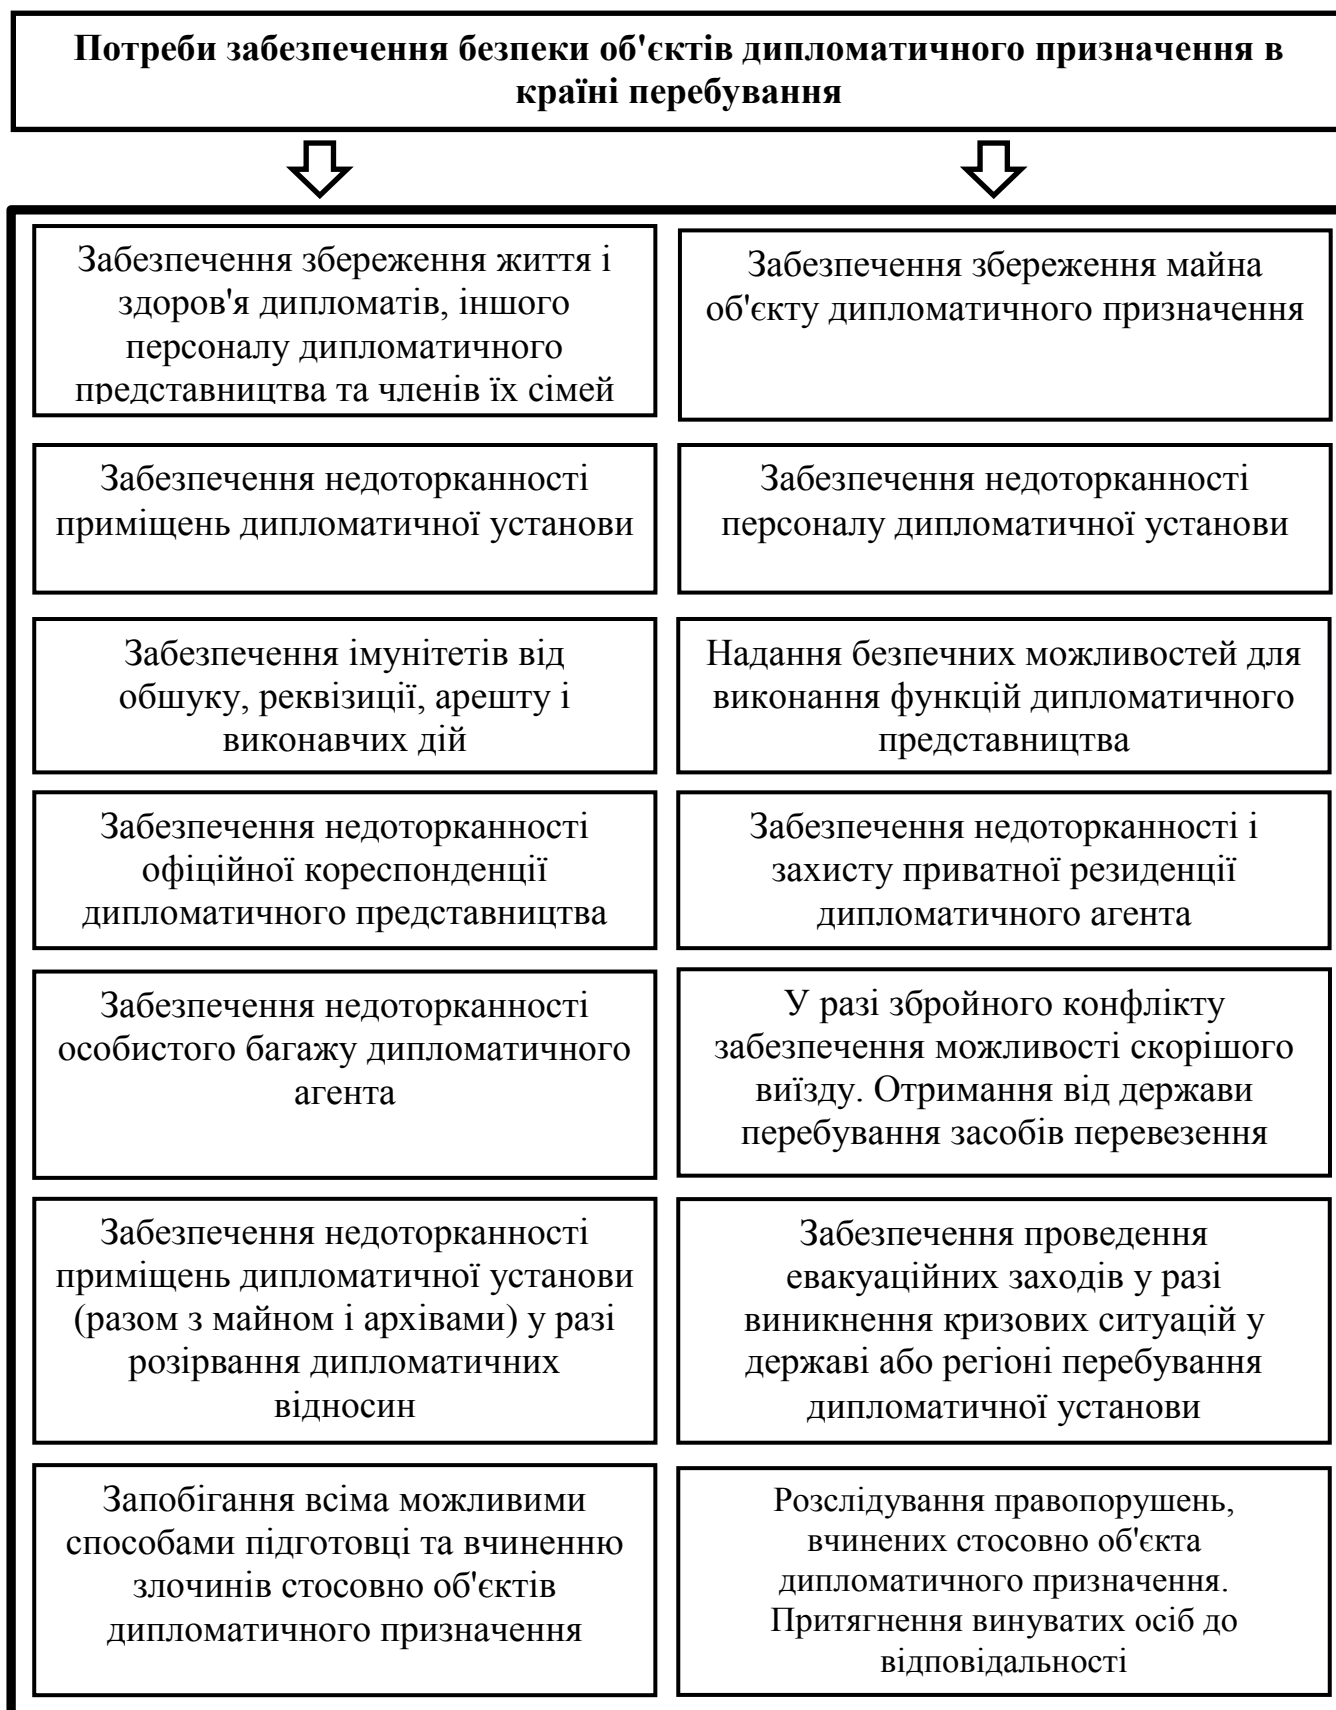 Потреби забезпечення безпеки об'єктів дипломатичного призначення в
країні перебування
Забезпечення збереження життя і
здоров'я дипломатів, іншого
персоналу дипломатичного
представництва та членів їх сімей
Забезпечення збереження майна
об'єкту дипломатичного призначення
Забезпечення недоторканності
приміщень дипломатичної установи
Забезпечення недоторканності
персоналу дипломатичної установи
Забезпечення імунітетів від
обшуку, реквізиції, арешту і
виконавчих дій
Надання безпечних можливостей для
виконання функцій дипломатичного
представництва
Забезпечення недоторканності
офіційної кореспонденції
дипломатичного представництва
Забезпечення недоторканності і
захисту приватної резиденції
дипломатичного агента
Забезпечення недоторканності
особистого багажу дипломатичного
агента
У разі збройного конфлікту
забезпечення можливості скорішого
виїзду. Отримання від держави
перебування засобів перевезення
Забезпечення недоторканності
приміщень дипломатичної установи
(разом з майном і архівами) у разі
розірвання дипломатичних
відносин
Забезпечення проведення
евакуаційних заходів у разі
виникнення кризових ситуацій у
державі або регіоні перебування
дипломатичної установи
Запобігання всіма можливими
способами підготовці та вчиненню
злочинів стосовно об'єктів
дипломатичного призначення
Розслідування правопорушень,
вчинених стосовно об'єкта
дипломатичного призначення.
Притягнення винуватих осіб до
відповідальності